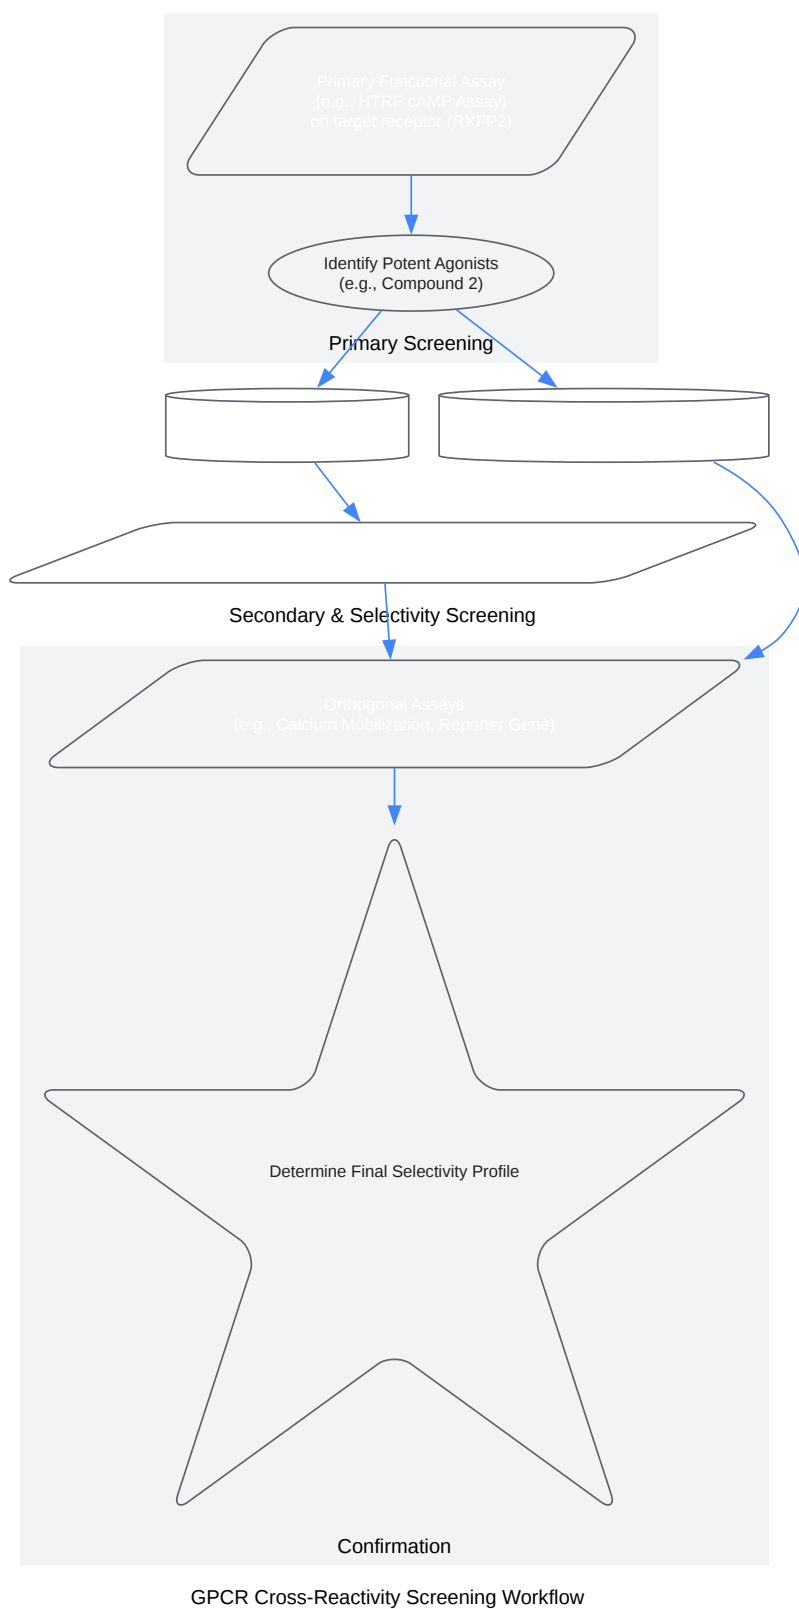 Primary Functional Assay
(e.g., HTRF cAMP Assay)
on target receptor (RXFP2)
Identify Potent Agonists
(e.g., Compound 2)
Primary Screening
Secondary & Selectivity Screening
Orthogonal Assays
(e.g., Calcium Mobilization, Reporter Gene)
Determine Final Selectivity Profile
Confirmation
GPCR Cross-Reactivity Screening Workflow